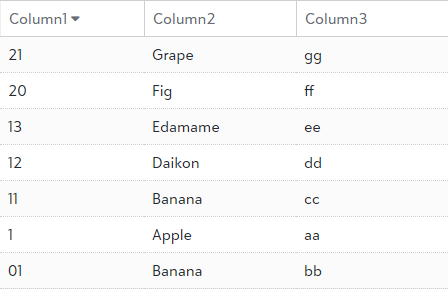 Column1 Column2 Column3
21 Grape gg
20 Fig ff
13 Edamame ee
12 Daikon dd
11 Banana cc
1 Apple aa
01 Banana bb